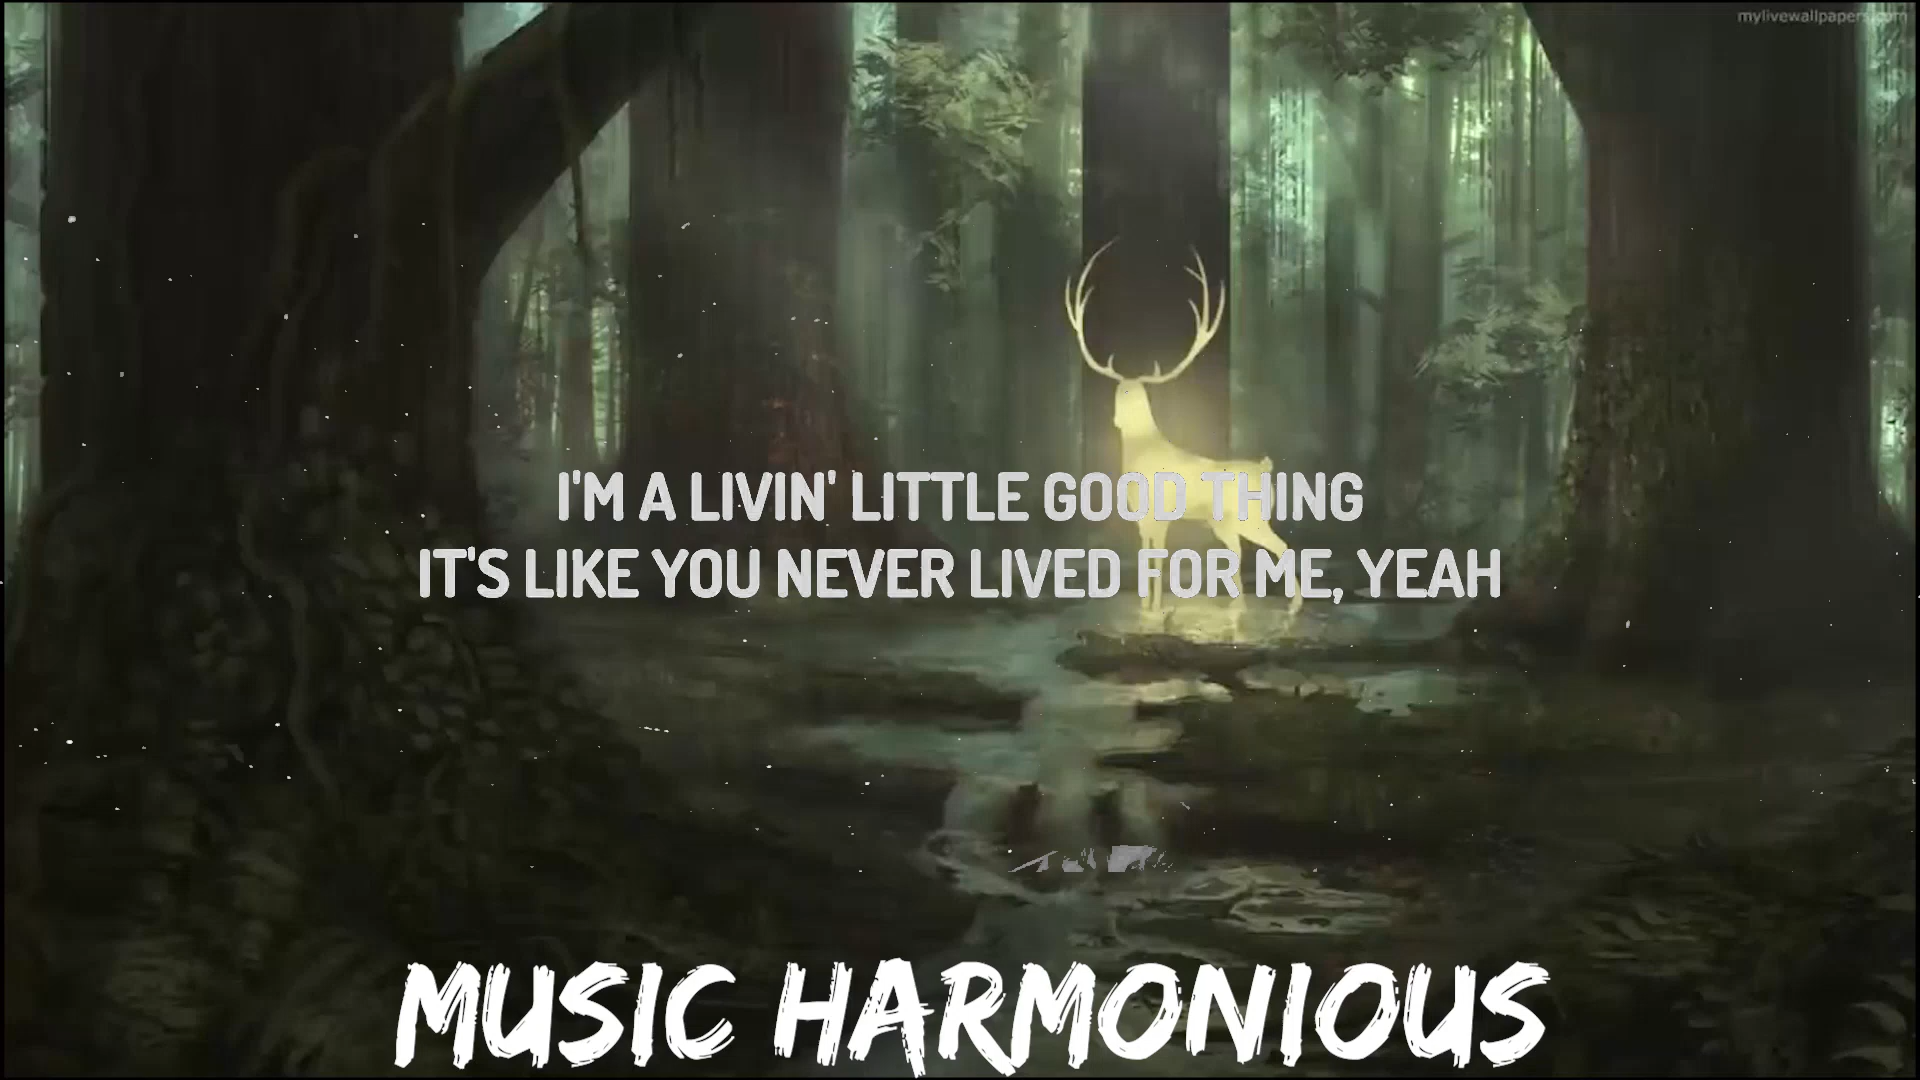 mylivewallpapers.com
I'M A LIVIN' LITTLE GOOD THING
IT'S LIKE YOU NEVER LIVED FOR ME, YEAH
MUSIC HARMONIOUS